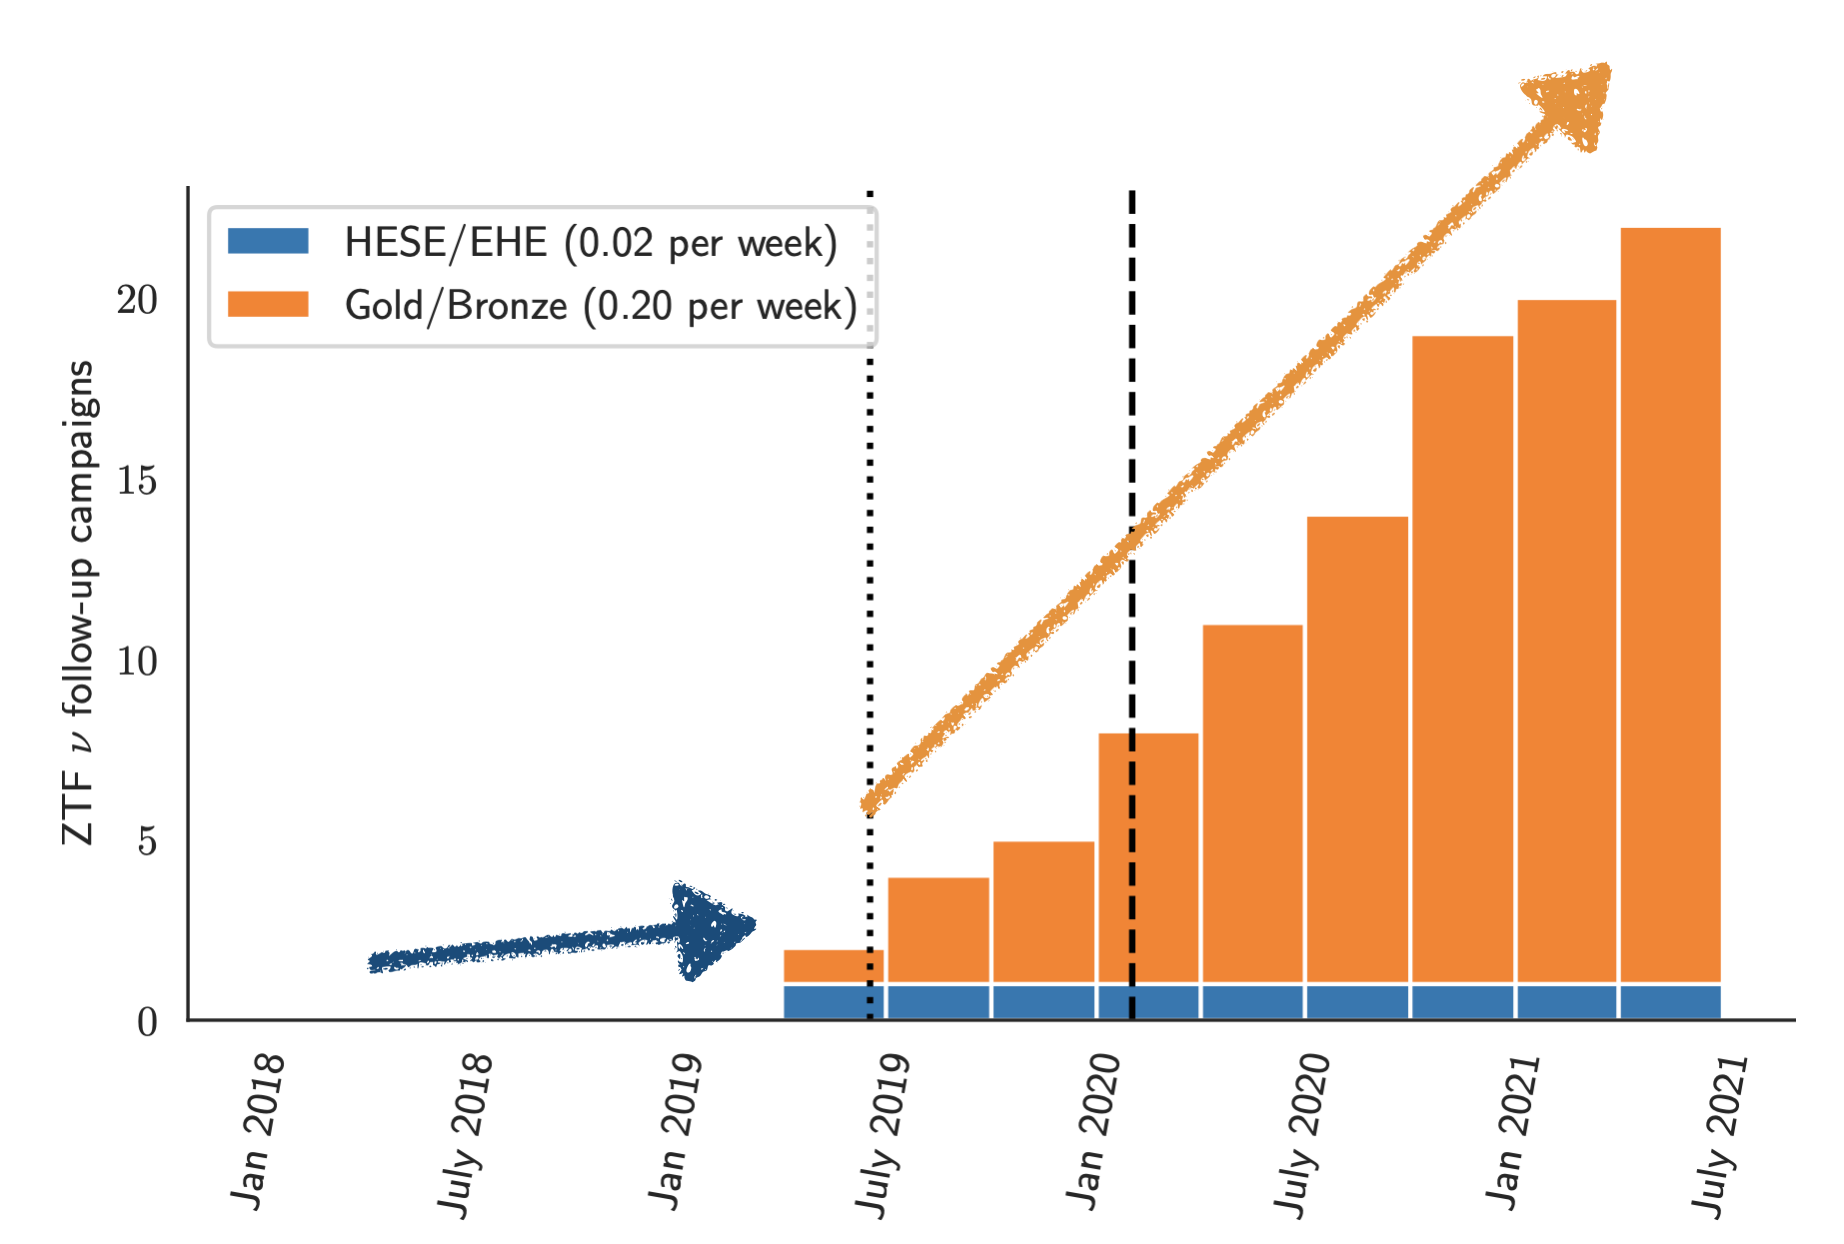 HESE/EHE (0.02 per week)
Gold/Bronze (0.20 per week)
ZTF ν follow-up campaigns
20
15
10
5
0
Jan 2018
July 2018
Jan 2019
July 2019
Jan 2020
July 2020
Jan 2021
July 2021